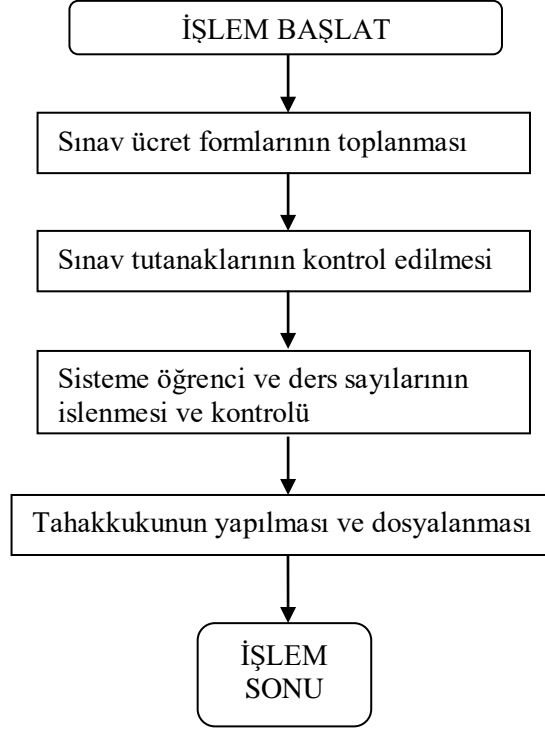 İŞLEM BAŞLAT
Sınav ücret formlarının toplanması
Sınav tutanaklarının kontrol edilmesi
Sisteme öğrenci ve ders sayılarının
islenmesi ve kontrolü
Tahakkukunun yapılması ve dosyalanması
İŞLEM
SONU